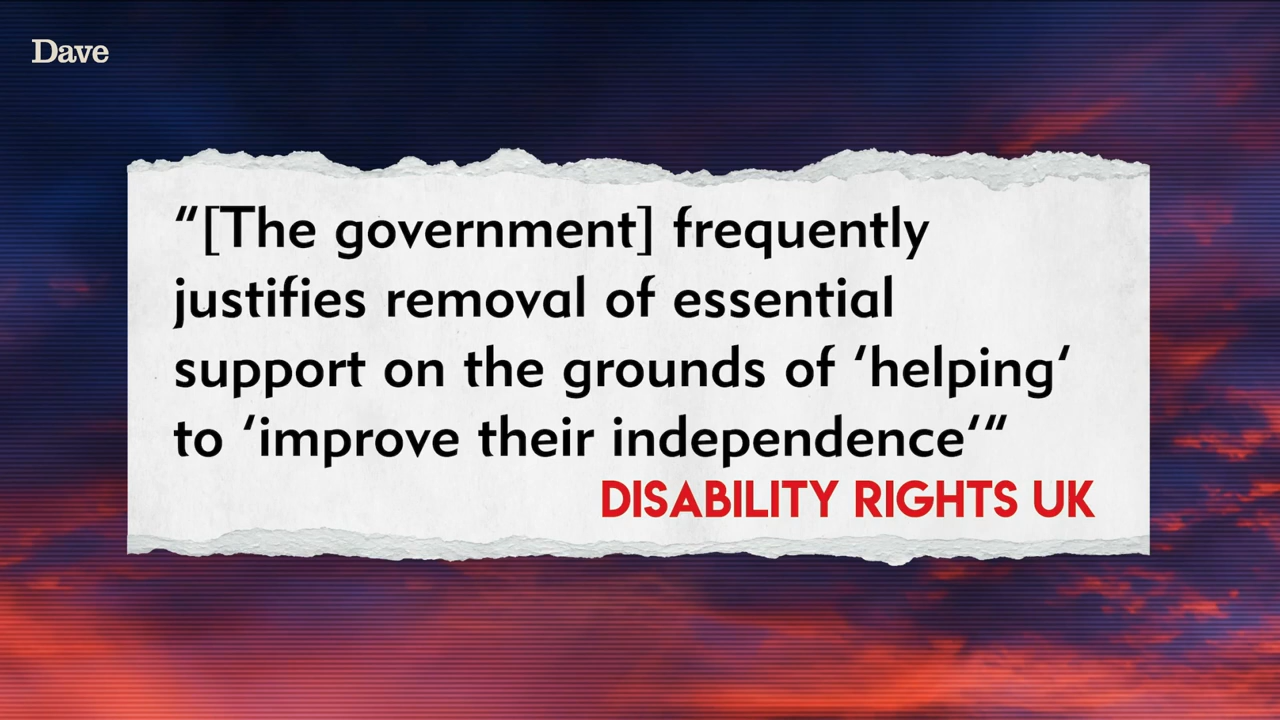 Dave
“[The government] frequently
justifies removal of essential
support on the grounds of ‘helping‘
to ‘improve their independence’“
DISABILITY RIGHTS UK